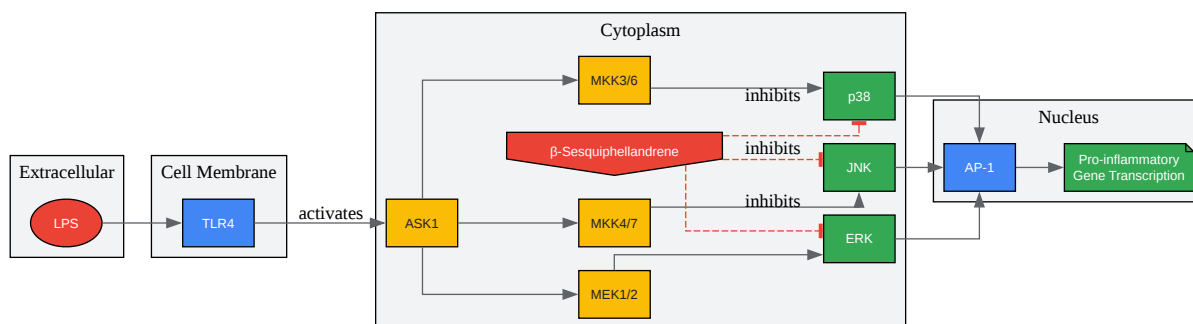 Cytoplasm
MKK3/6
inhibits
p38
Nucleus
β-Sesquiphellandrene
inhibits
JNK
AP-1
Pro-inflammatory
Gene Transcription
Extracellular
Cell Membrane
LPS
TLR4
activates
ASK1
MKK4/7
inhibits
ERK
MEK1/2